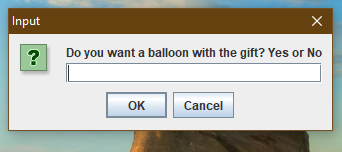 Input
Do you want a balloon with the gift? Yes or No
OK
Cancel